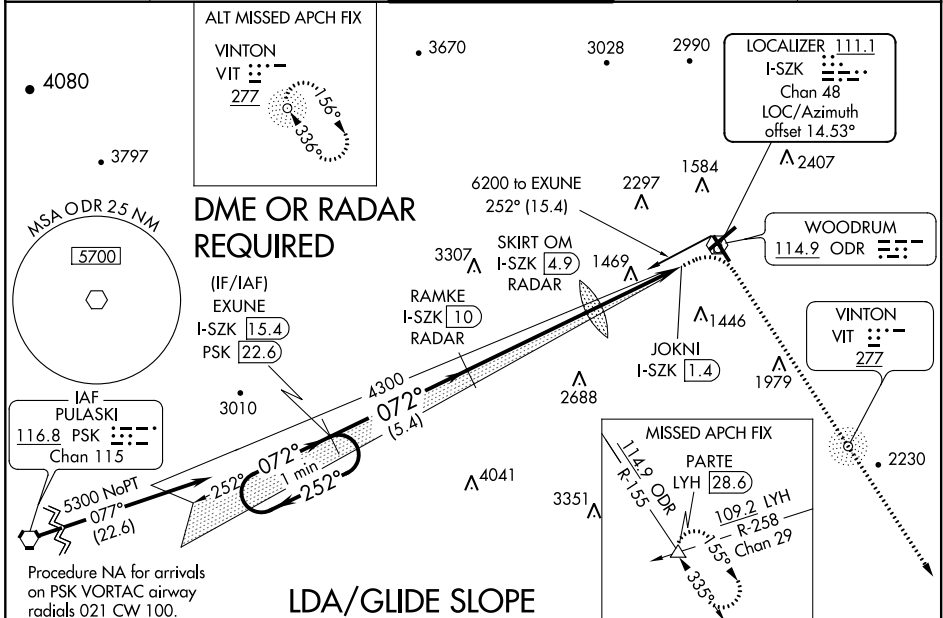 ALT MISSED APCH FIX
VINTON
VIT
277
156°
336°
4080
3797
3670
3028
2990
LOCALIZER 111.1
I-SZK
Chan 48
LOC/Azimuth
offset 14.53°
2407
1584
2297
6200 to EXUNE
252° (15.4)
MSA ODR 25 NM
5700
DME OR RADAR
REQUIRED
WOODRUM
114.9 ODR
SKIRT OM
I-SZK 4.9
RADAR
1469
3307
(IF/IAF)
EXUNE
I-SZK 15.4
PSK 22.6
RAMKE
I-SZK 10
RADAR
1446
VINTON
VIT
277
JOKNI
I-SZK 1.4
1979
4300
072°
(5.4)
2688
3010
IAF
PULASKI
116.8 PSK
Chan 115
072°
1 min
252°
252°
5300 NoPT
077°
(22.6)
4041
3351
2230
MISSED APCH FIX
PARTE
LYH 28.6
114.9 ODR
R-155
109.2 LYH
R-258
Chan 29
155°
335°
Procedure NA for arrivals
on PSK VORTAC airway
radials 021 CW 100.
LDA/GLIDE SLOPE